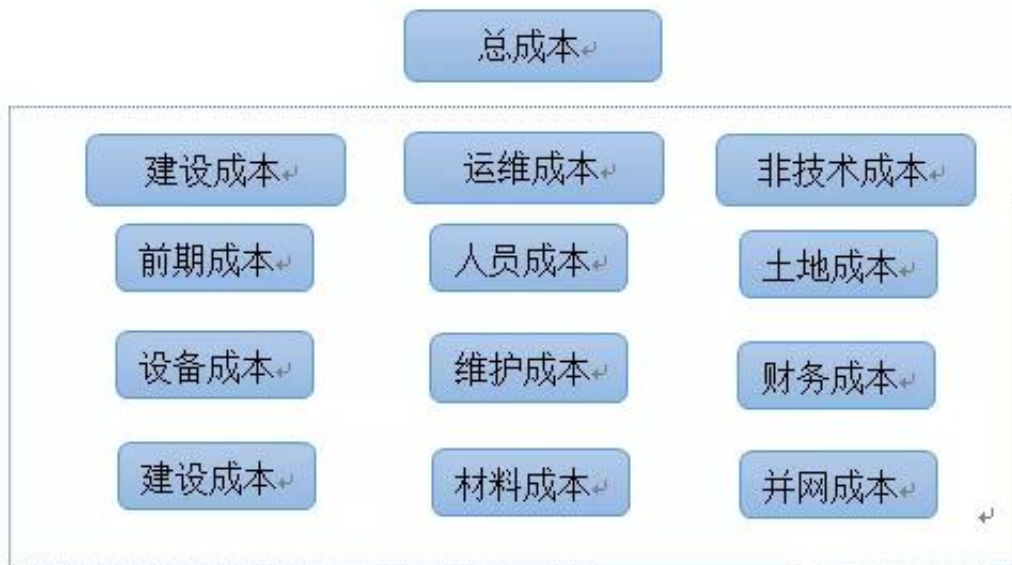 总成本
建设成本 运维成本 非技术成本
前期成本 人员成本 土地成本
设备成本 维护成本 财务成本
建设成本 材料成本 并网成本